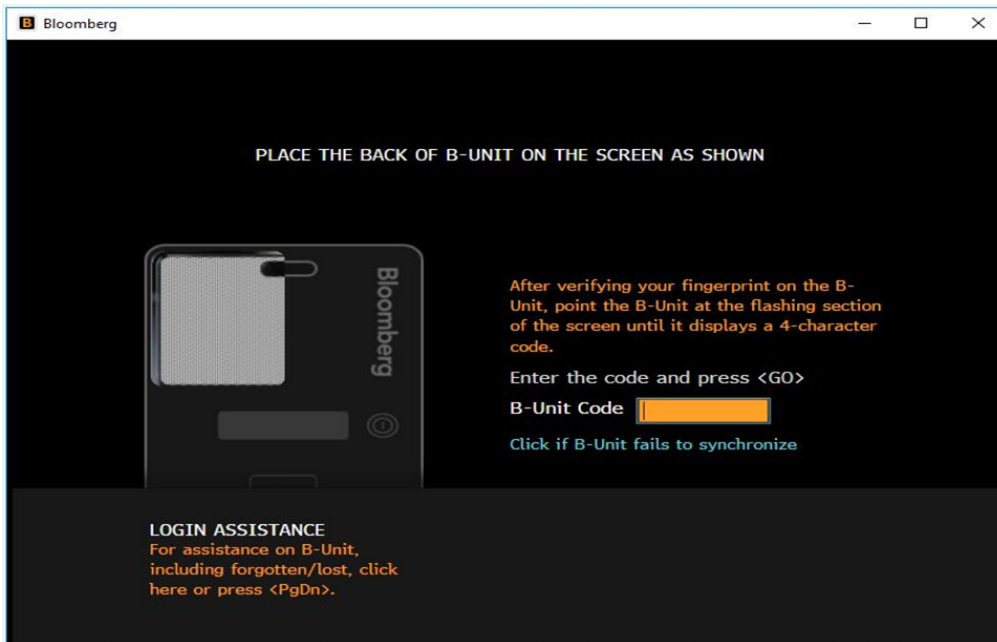 B Bloomberg
PLACE THE BACK OF B-UNIT ON THE SCREEN AS SHOWN
Bloomberg
After verifying your fingerprint on the B-
Unit, point the B-Unit at the flashing section
of the screen until it displays a 4-character
code.
Enter the code and press <GO>
B-Unit Code
Click if B-Unit fails to synchronize
LOGIN ASSISTANCE
For assistance on B-Unit,
including forgotten/lost, click
here or press <PgDn>.